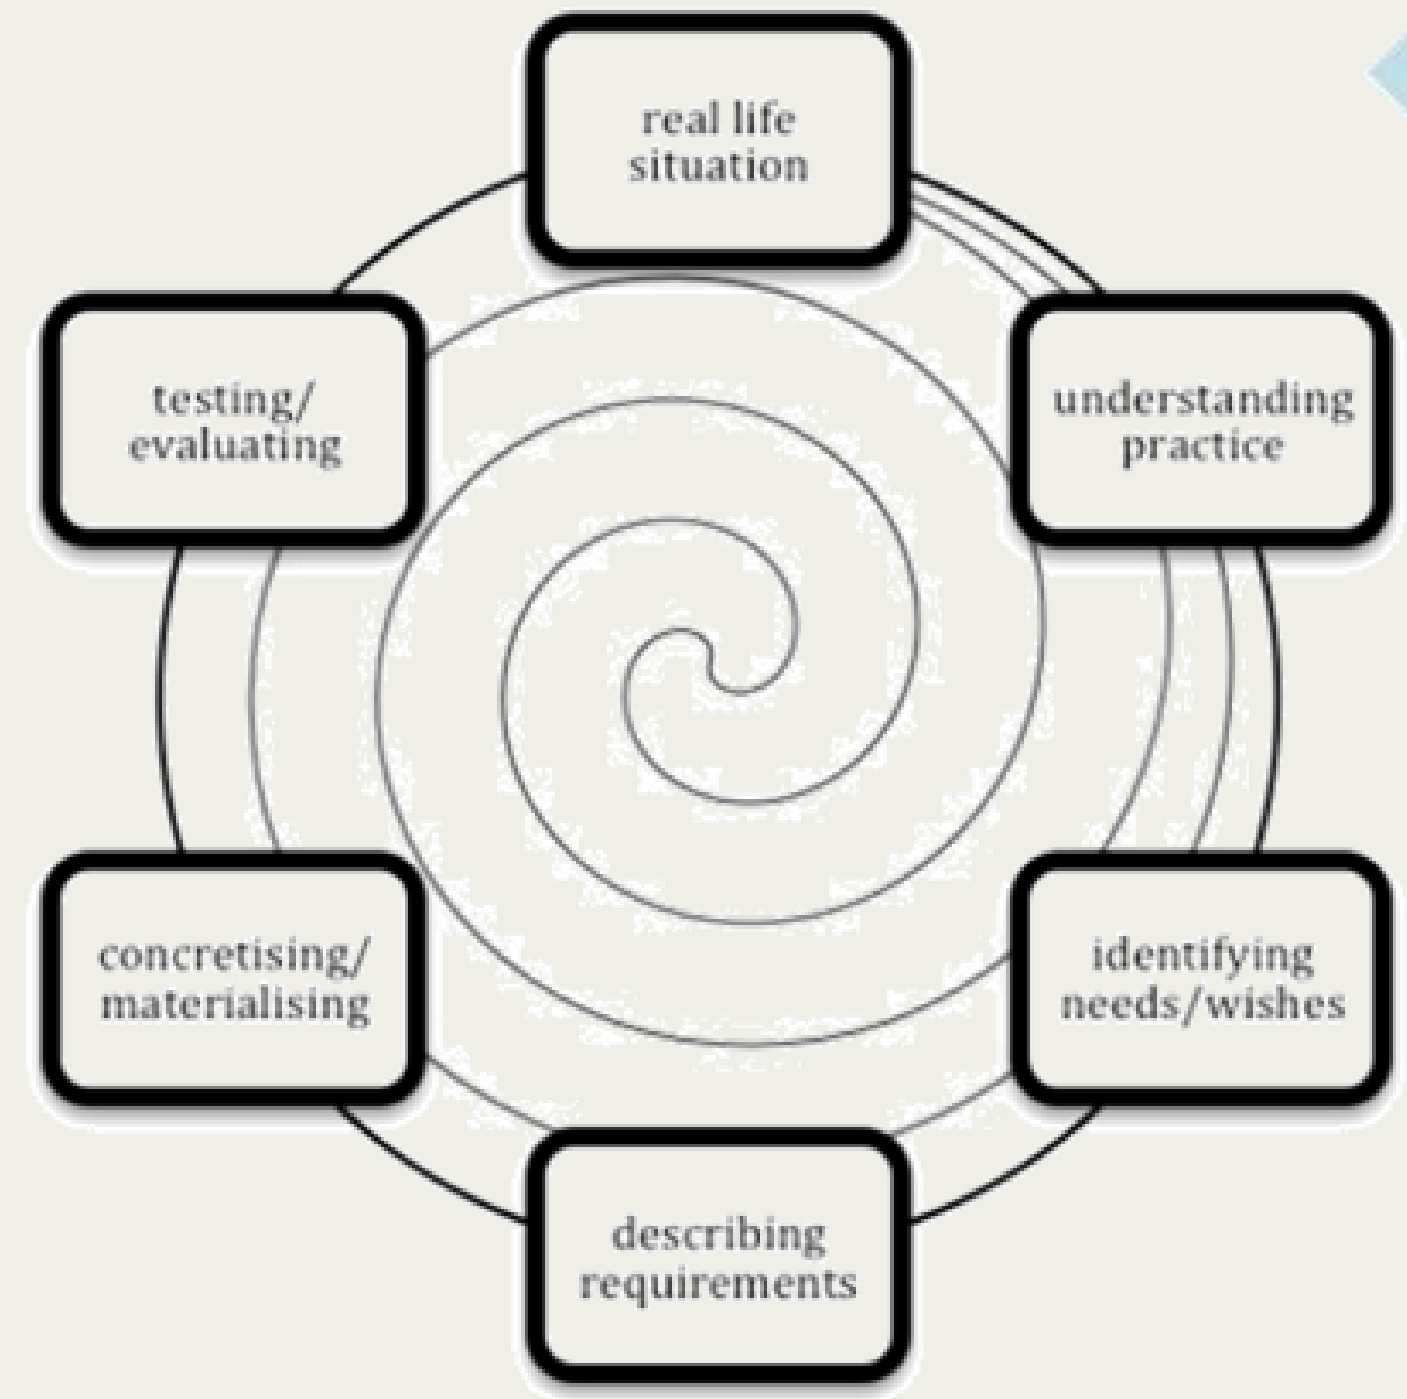 real life
situation
understanding
practice
identifying
needs/wishes
describing
requirements
concretising/
materialising
testing/
evaluating